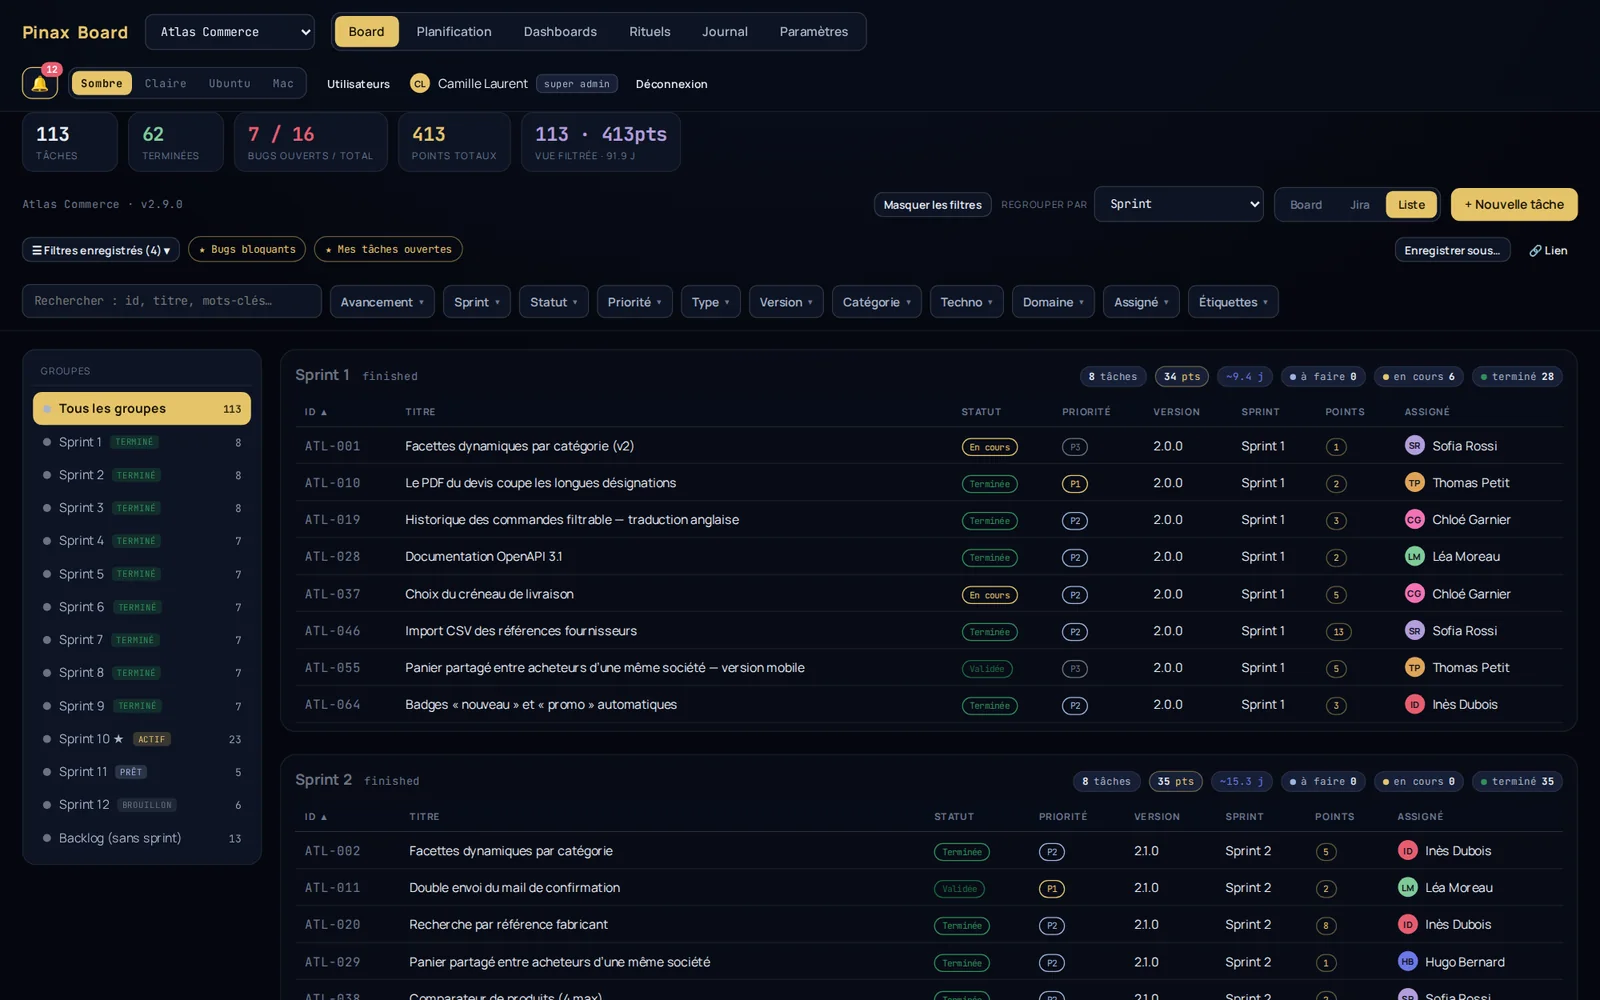 Pinax Board Atlas Commerce Board Planification Dashboards Rituels Journal Paramètres
12 Sombre Claire Ubuntu Mac Utilisateurs CL Camille Laurent super admin Déconnexion
113 62 7 / 16 413 113 · 413pts
TÂCHES TERMINÉES BUGS OUVERTS / TOTAL POINTS TOTAUX VUE FILTRÉE · 91.9 J
Atlas Commerce · v2.9.0 Masquer les filtres REGROUPER PAR Sprint Board Jira Liste + Nouvelle tâche
☰ Filtres enregistrés (4) ▾ ★ Bugs bloquants ★ Mes tâches ouvertes Enregistrer sous… 🔗 Lien
Rechercher : id, titre, mots-clés… Avancement ▾ Sprint ▾ Statut ▾ Priorité ▾ Type ▾ Version ▾ Catégorie ▾ Techno ▾ Domaine ▾ Assigné ▾ Étiquettes ▾
GROUPES
Tous les groupes 113
Sprint 1 TERMINÉ 8
Sprint 2 TERMINÉ 8
Sprint 3 TERMINÉ 8
Sprint 4 TERMINÉ 7
Sprint 5 TERMINÉ 7
Sprint 6 TERMINÉ 7
Sprint 7 TERMINÉ 7
Sprint 8 TERMINÉ 7
Sprint 9 TERMINÉ 7
Sprint 10 ★ ACTIF 23
Sprint 11 PRÊT 5
Sprint 12 BROUILLON 6
Backlog (sans sprint) 13
Sprint 1 finished 8 tâches 34 pts ~9.4 j à faire 0 en cours 6 terminé 28
ID ▲ TITRE STATUT PRIORITÉ VERSION SPRINT POINTS ASSIGNÉ
ATL-001 Facettes dynamiques par catégorie (v2) En cours P3 2.0.0 Sprint 1 1 SR Sofia Rossi
ATL-010 Le PDF du devis coupe les longues désignations Terminée P1 2.0.0 Sprint 1 2 TP Thomas Petit
ATL-019 Historique des commandes filtrable — traduction anglaise Terminée P2 2.0.0 Sprint 1 3 CG Chloé Garnier
ATL-028 Documentation OpenAPI 3.1 Terminée P2 2.0.0 Sprint 1 2 LM Léa Moreau
ATL-037 Choix du créneau de livraison En cours P2 2.0.0 Sprint 1 5 CG Chloé Garnier
ATL-046 Import CSV des références fournisseurs Terminée P2 2.0.0 Sprint 1 13 SR Sofia Rossi
ATL-055 Panier partagé entre acheteurs d'une même société — version mobile Validée P3 2.0.0 Sprint 1 5 TP Thomas Petit
ATL-064 Badges « nouveau » et « promo » automatiques Terminée P2 2.0.0 Sprint 1 3 ID Inès Dubois
Sprint 2 finished 8 tâches 35 pts ~15.3 j à faire 0 en cours 0 terminé 35
ID ▲ TITRE STATUT PRIORITÉ VERSION SPRINT POINTS ASSIGNÉ
ATL-002 Facettes dynamiques par catégorie Terminée P2 2.1.0 Sprint 2 5 ID Inès Dubois
ATL-011 Double envoi du mail de confirmation Validée P1 2.1.0 Sprint 2 2 LM Léa Moreau
ATL-020 Recherche par référence fabricant Terminée P2 2.1.0 Sprint 2 8 ID Inès Dubois
ATL-029 Panier partagé entre acheteurs d'une même société Terminée P2 2.1.0 Sprint 2 1 HB Hugo Bernard
ATL-038 Comparateur de produits (4 max) Terminée P2 2.1.0 Sprint 2 SR Sofia Rossi